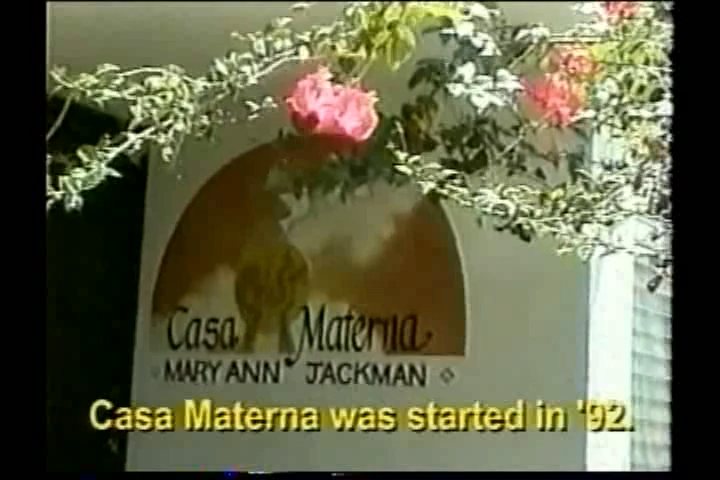 Casa Materna
MARY ANN JACKMAN
Casa Materna was started in '92.